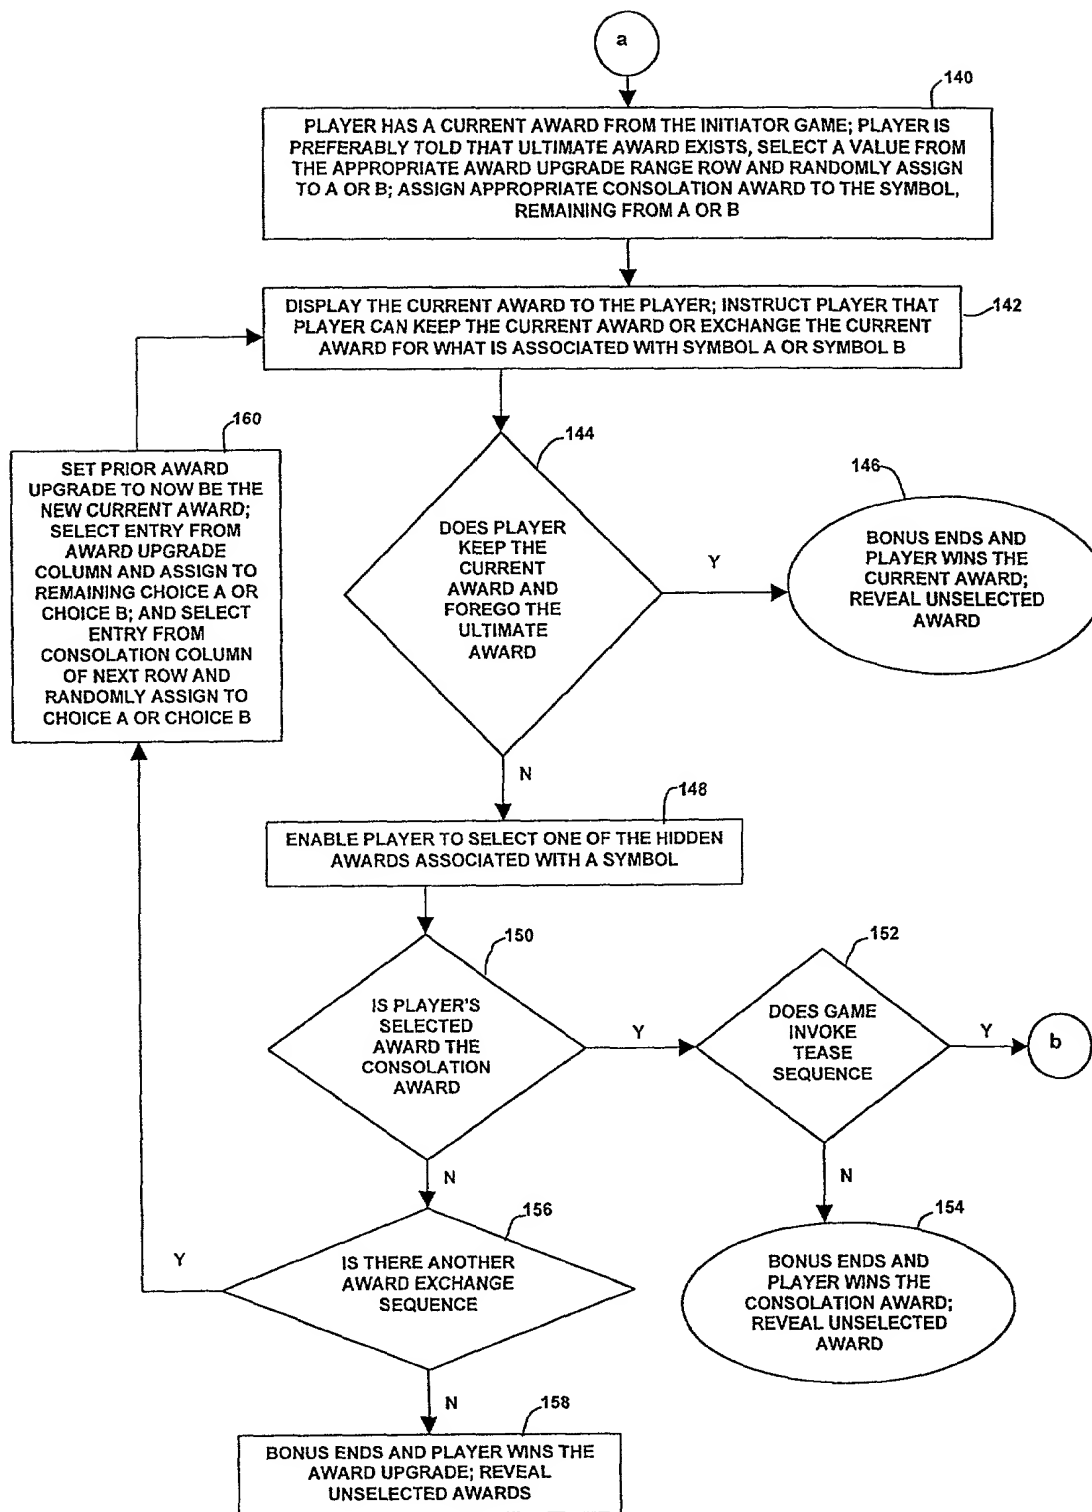 a
140
PLAYER HAS A CURRENT AWARD FROM THE INITIATOR GAME; PLAYER IS
PREFERABLY TOLD THAT ULTIMATE AWARD EXISTS, SELECT A VALUE FROM
THE APPROPRIATE AWARD UPGRADE RANGE ROW AND RANDOMLY ASSIGN
TO A OR B; ASSIGN APPROPRIATE CONSOLATION AWARD TO THE SYMBOL,
REMAINING FROM A OR B
DISPLAY THE CURRENT AWARD TO THE PLAYER; INSTRUCT PLAYER THAT
PLAYER CAN KEEP THE CURRENT AWARD OR EXCHANGE THE CURRENT
AWARD FOR WHAT IS ASSOCIATED WITH SYMBOL A OR SYMBOL B
142
160
SET PRIOR AWARD
UPGRADE TO NOW BE THE
NEW CURRENT AWARD;
SELECT ENTRY FROM
AWARD UPGRADE
COLUMN AND ASSIGN TO
REMAINING CHOICE A OR
CHOICE B; AND SELECT
ENTRY FROM
CONSOLATION COLUMN
OF NEXT ROW AND
RANDOMLY ASSIGN TO
CHOICE A OR CHOICE B
144
DOES PLAYER
KEEP THE
CURRENT
AWARD AND
FOREGO THE
ULTIMATE
AWARD
Y
146
BONUS ENDS AND
PLAYER WINS THE
CURRENT AWARD;
REVEAL UNSELECTED
AWARD
N
148
ENABLE PLAYER TO SELECT ONE OF THE HIDDEN
AWARDS ASSOCIATED WITH A SYMBOL
150
IS PLAYER'S
SELECTED
AWARD THE
CONSOLATION
AWARD
Y
152
DOES GAME
INVOKE
TEASE
SEQUENCE
Y
b
N
N
154
BONUS ENDS AND
PLAYER WINS THE
CONSOLATION AWARD;
REVEAL UNSELECTED
AWARD
156
IS THERE ANOTHER
AWARD EXCHANGE
SEQUENCE
Y
N
158
BONUS ENDS AND PLAYER WINS THE
AWARD UPGRADE; REVEAL
UNSELECTED AWARDS